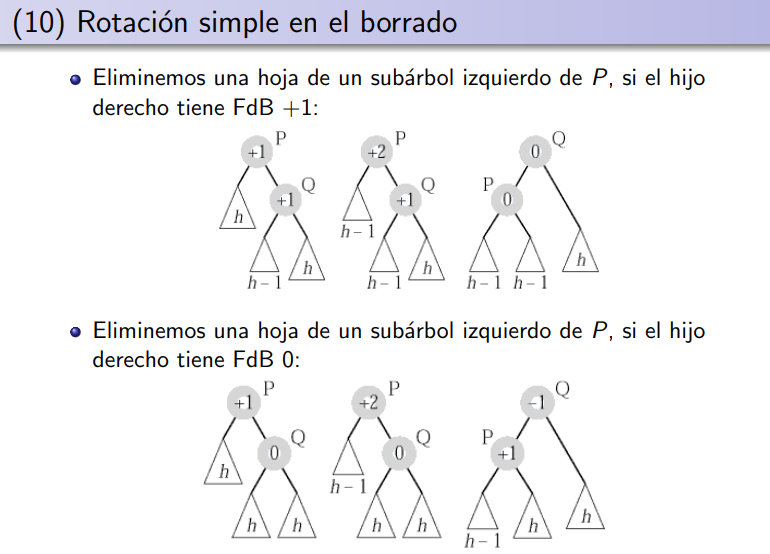 (10) Rotación simple en el borrado
Eliminemos una hoja de un subárbol izquierdo de P, si el hijo
derecho tiene FdB +1:
P P Q
+1 +2 0
Q Q P
+1 +1 0
h h – 1
h h h
h – 1 h – 1 h – 1 h – 1
Eliminemos una hoja de un subárbol izquierdo de P, si el hijo
derecho tiene FdB 0:
P P Q
+1 +2 –1
Q Q P
0 0 +1
h h – 1
h h h h h h
h – 1